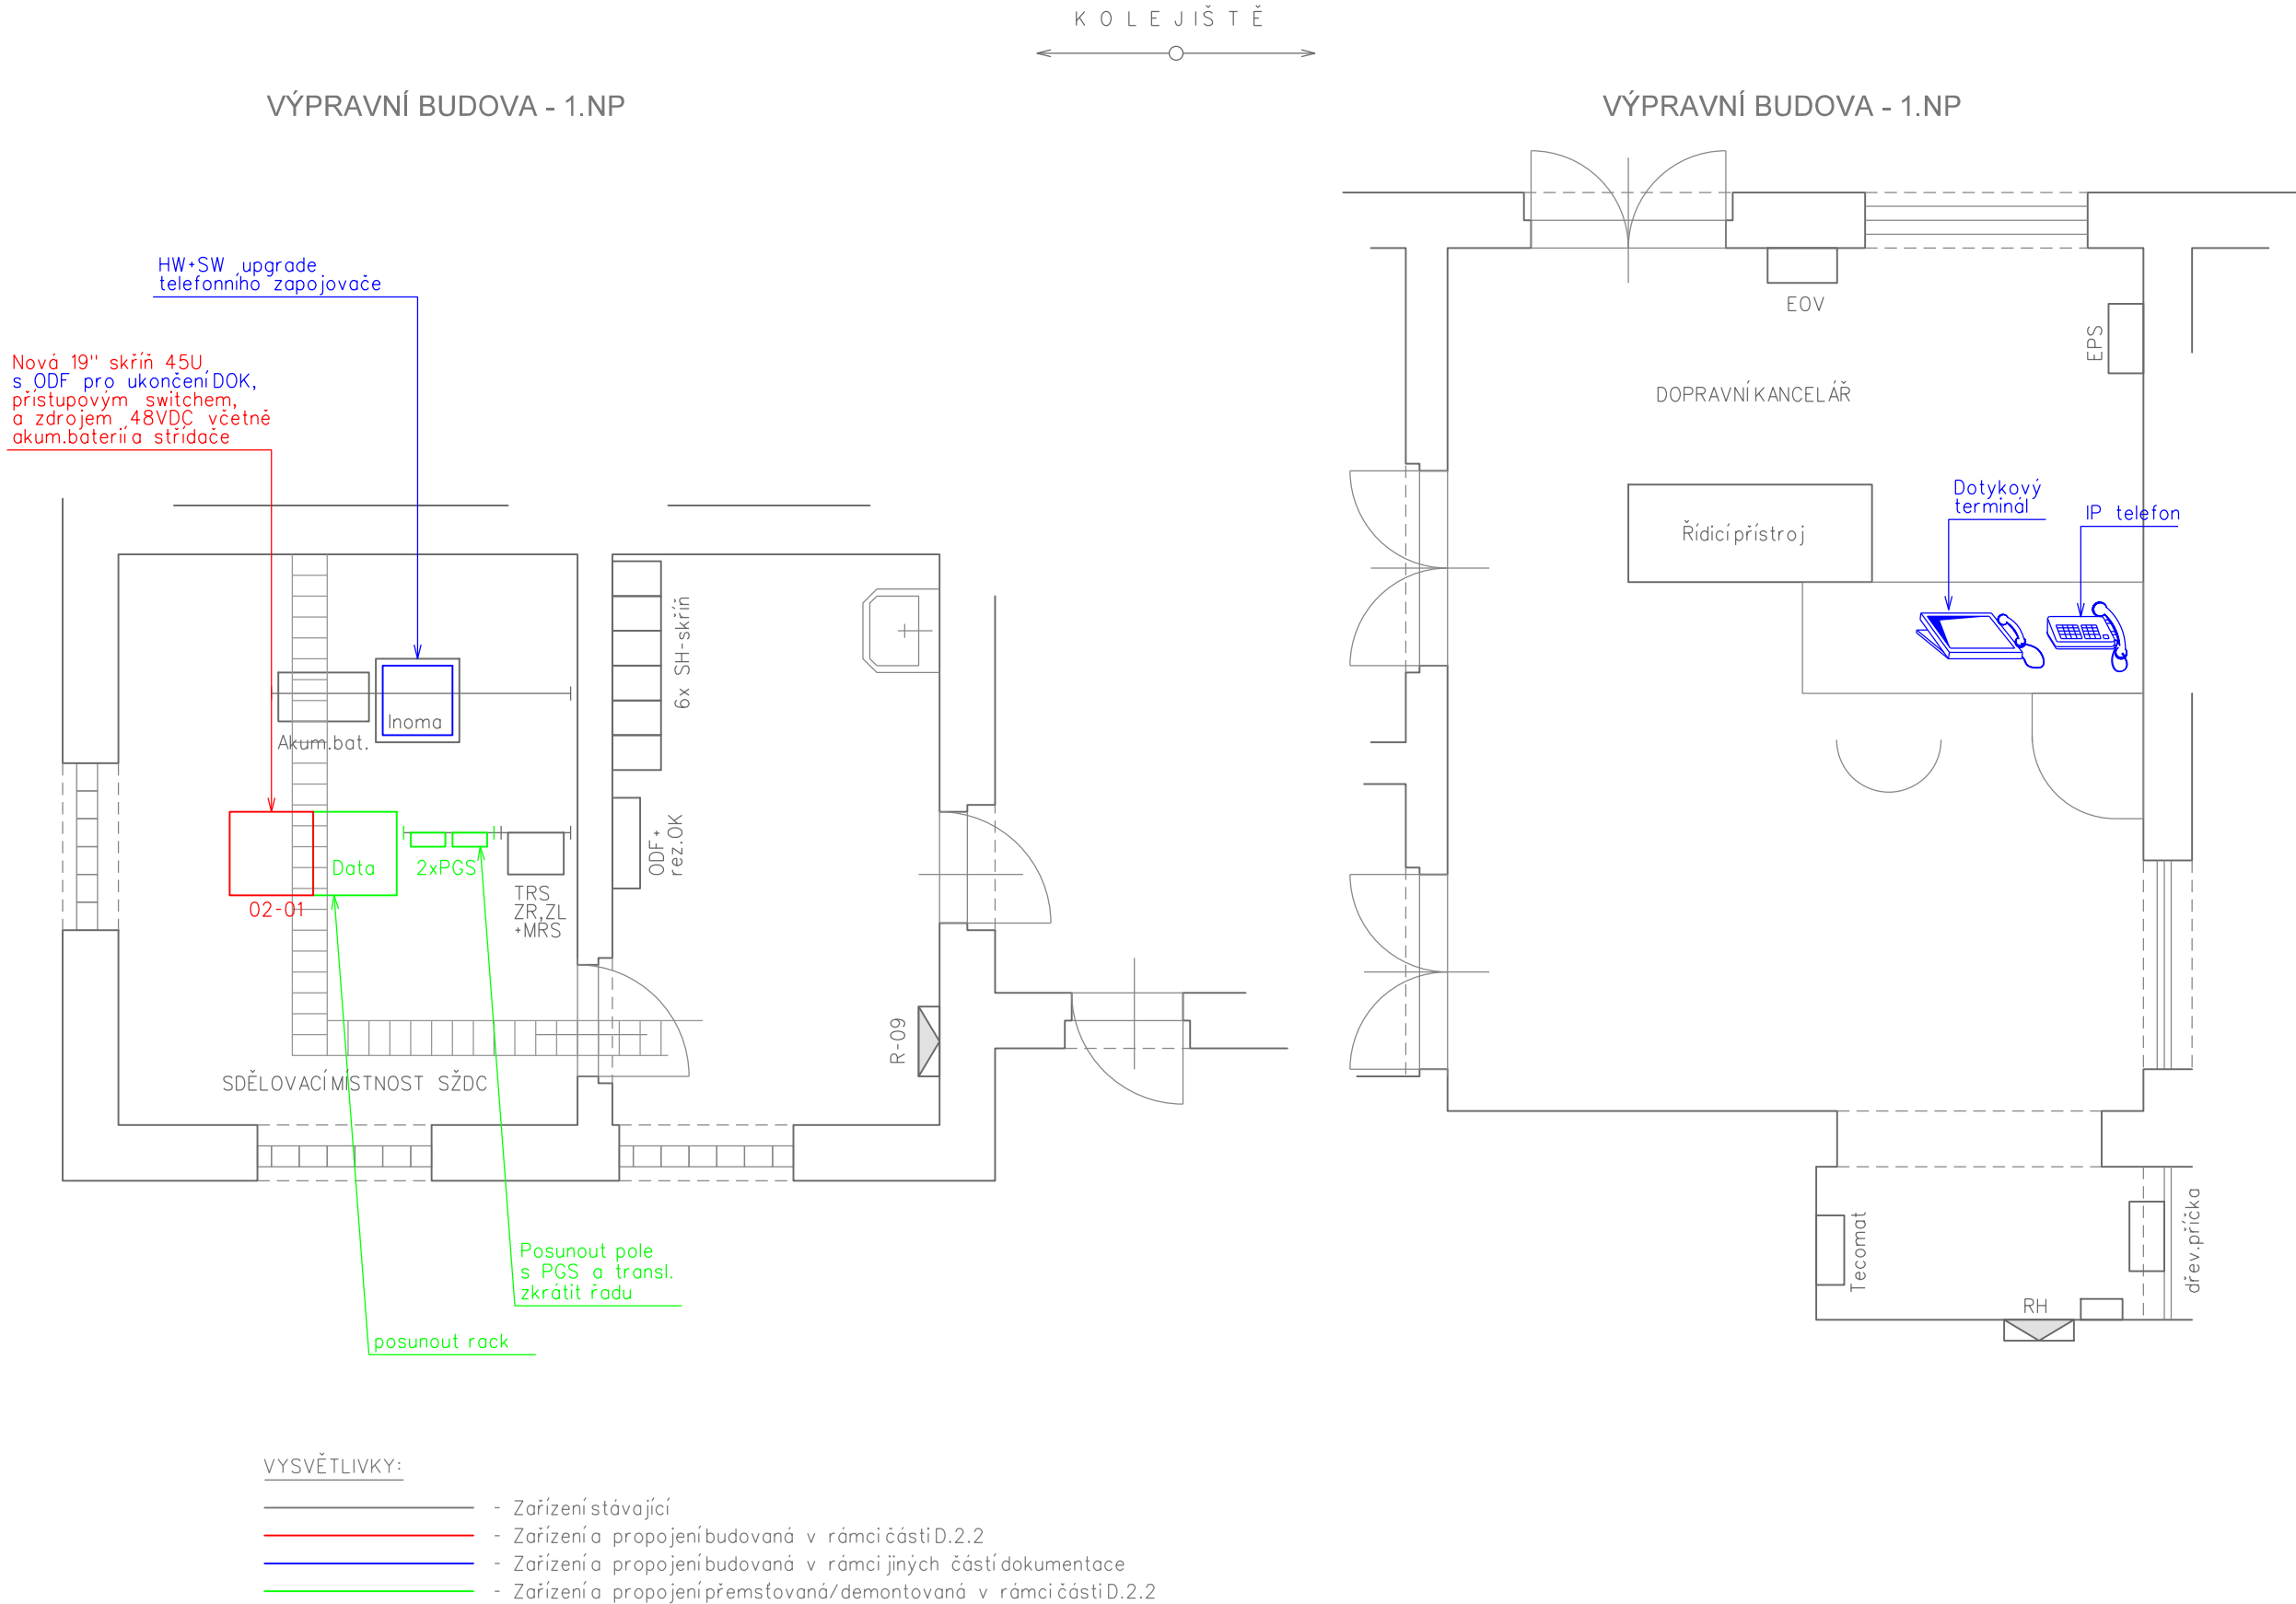 K O L E J I Š T Ě
VÝPRAVNÍ BUDOVA - 1.NP
VÝPRAVNÍ BUDOVA - 1.NP
HW+SW upgrade
telefonního zapojovače
Nová 19" skříň 45U
s ODF pro ukončení DOK,
přístupovým switchem,
a zdrojem 48VDC včetně
akum.baterií a střídače
Inoma
Akum.bat.
Data
2xPGS
02-01
TRS
ZR,ZL
+MRS
6x SH-skříň
ODF+
rez.OK
R-09
SDĚLOVACÍ MÍSTNOST SŽDC
Posunout pole
s PGS a transl.
zkrátit řadu
posunout rack
EOV
EPS
DOPRAVNÍ KANCELÁŘ
Řídicí přístroj
Dotykový
terminál
IP telefon
Tecomat
RH
dřev.příčka
VYSVĚTLIVKY:
- Zařízení stávající
- Zařízení a propojení budovaná v rámci části D.2.2
- Zařízení a propojení budovaná v rámci jiných částí dokumentace
- Zařízení a propojení přemsťovaná/demontovaná v rámci části D.2.2